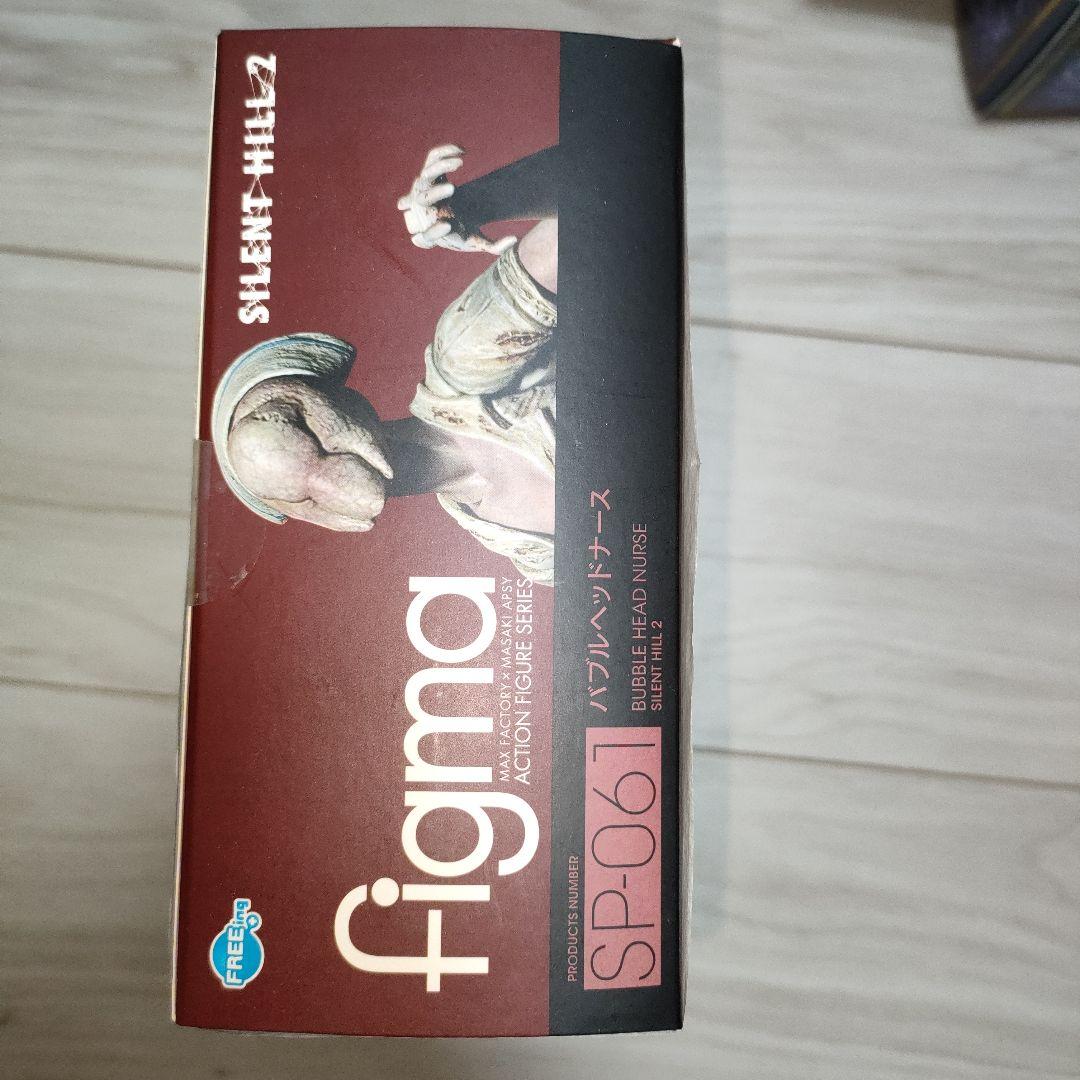 SILENT HILL 2
FREEing
figma
MAX FACTORY × MASAKI APSY
ACTION FIGURE SERIES
PRODUCTS NUMBER
SP-061
バブルヘッドナース
BUBBLE HEAD NURSE
SILENT HILL 2